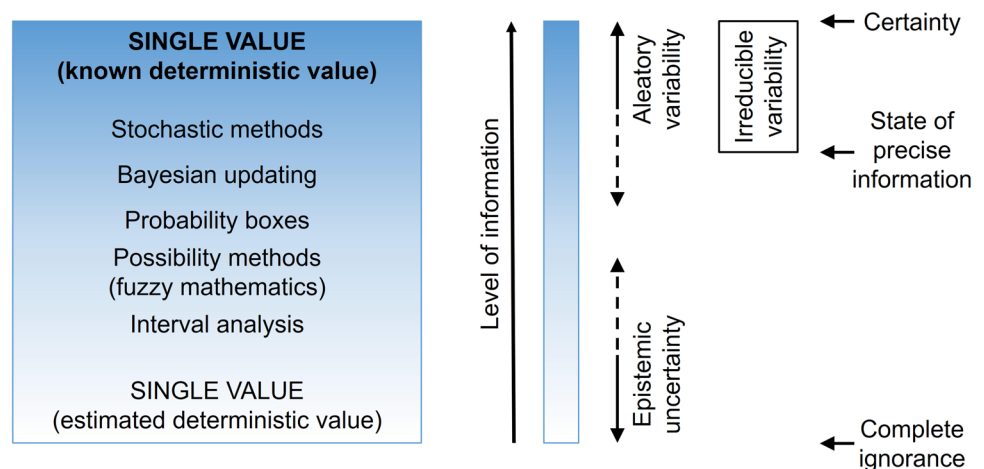 SINGLE VALUE
(known deterministic value)
Stochastic methods
Bayesian updating
Probability boxes
Possibility methods
(fuzzy mathematics)
Interval analysis
SINGLE VALUE
(estimated deterministic value)
Level of information
Aleatory
variability
Epistemic
uncertainty
Irreducible
variability
Certainty
State of
precise
information
Complete
ignorance